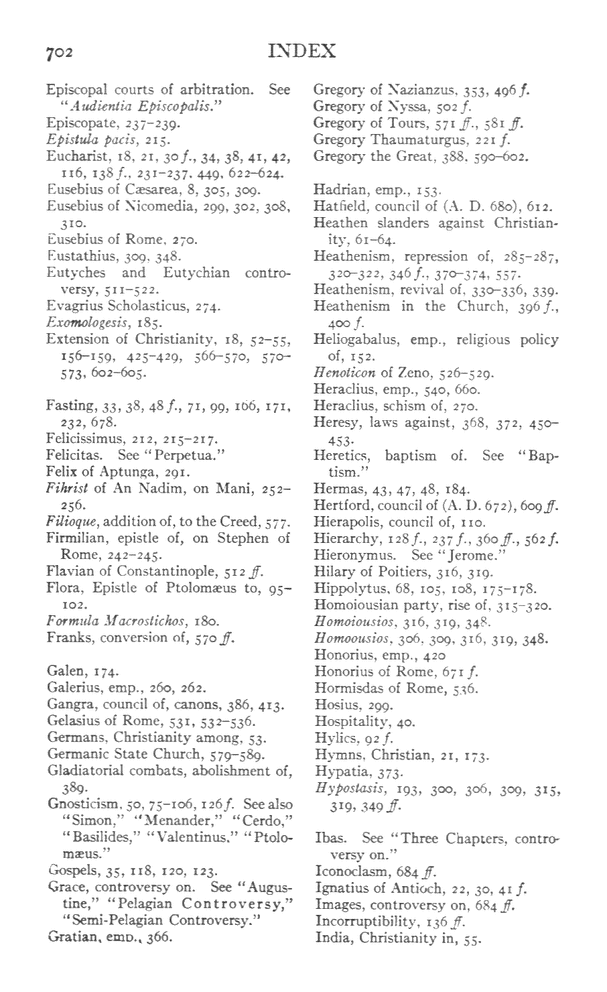 702
INDEX
Episcopal courts of arbitration. See
"Audientia Episcopalis."
Episcopate, 237-239.
Epistula pacis, 215.
Eucharist, 18, 21, 30 f., 34, 38, 41, 42,
116, 138 f., 231-237, 449, 622-624.
Eusebius of Cæsarea, 8, 305, 309.
Eusebius of Nicomedia, 299, 302, 308,
310.
Eusebius of Rome, 270.
Eustathius, 309, 348.
Eutyches and Eutychian contro-
versy, 511-522.
Evagrius Scholasticus, 274.
Exomologesis, 185.
Extension of Christianity, 18, 52-55,
156-159, 425-429, 566-570, 570-
573, 602-605.
Fasting, 33, 38, 48 f., 71, 99, 166, 171,
232, 678.
Felicissimus, 212, 215-217.
Felicitas. See "Perpetua."
Felix of Aptunga, 291.
Fihrist of An Nadim, on Mani, 252-
256.
Filioque, addition of, to the Creed, 577.
Firmilian, epistle of, on Stephen of
Rome, 242-245.
Flavian of Constantinople, 512 ff.
Flora, Epistle of Ptolomæus to, 95-
102.
Formula Macrostichos, 180.
Franks, conversion of, 570 ff.
Galen, 174.
Galerius, emp., 260, 262.
Gangra, council of, canons, 386, 413.
Gelasius of Rome, 531, 532-536.
Germans, Christianity among, 53.
Germanic State Church, 579-589.
Gladiatorial combats, abolishment of,
389.
Gnosticism, 50, 75-106, 126 f. See also
"Simon," "Menander," "Cerdo,"
"Basilides," "Valentinus," "Ptolo-
mæus."
Gospels, 35, 118, 120, 123.
Grace, controversy on. See "Augus-
tine," "Pelagian Controversy,"
"Semi-Pelagian Controversy."
Gratian, emp., 366.
Gregory of Nazianzus, 353, 496 f.
Gregory of Nyssa, 502 f.
Gregory of Tours, 571 ff., 581 ff.
Gregory Thaumaturgus, 221 f.
Gregory the Great, 388, 590-602.
Hadrian, emp., 153.
Hatfield, council of (A. D. 680), 612.
Heathen slanders against Christian-
ity, 61-64.
Heathenism, repression of, 285-287,
320-322, 346 f., 370-374, 557.
Heathenism, revival of, 330-336, 339.
Heathenism in the Church, 396 f.,
400 f.
Heliogabalus, emp., religious policy
of, 152.
Henoticon of Zeno, 526-529.
Heraclius, emp., 540, 660.
Heraclius, schism of, 270.
Heresy, laws against, 368, 372, 450-
453.
Heretics, baptism of. See "Bap-
tism."
Hermas, 43, 47, 48, 184.
Hertford, council of (A. D. 672), 609 ff.
Hierapolis, council of, 110.
Hierarchy, 128 f., 237 f., 360 ff., 562 f.
Hieronymus. See "Jerome."
Hilary of Poitiers, 316, 319.
Hippolytus, 68, 105, 108, 175-178.
Homoiousian party, rise of, 315-320.
Homoiousios, 316, 319, 348.
Homoousios, 306, 309, 316, 319, 348.
Honorius, emp., 420
Honorius of Rome, 671 f.
Hormisdas of Rome, 536.
Hosius, 299.
Hospitality, 40.
Hylics, 92 f.
Hymns, Christian, 21, 173.
Hypatia, 373.
Hypostasis, 193, 300, 306, 309, 315,
319, 349 ff.
Ibas. See "Three Chapters, contro-
versy on."
Iconoclasm, 684 ff.
Ignatius of Antioch, 22, 30, 41 f.
Images, controversy on, 684 ff.
Incorruptibility, 136 ff.
India, Christianity in, 55.